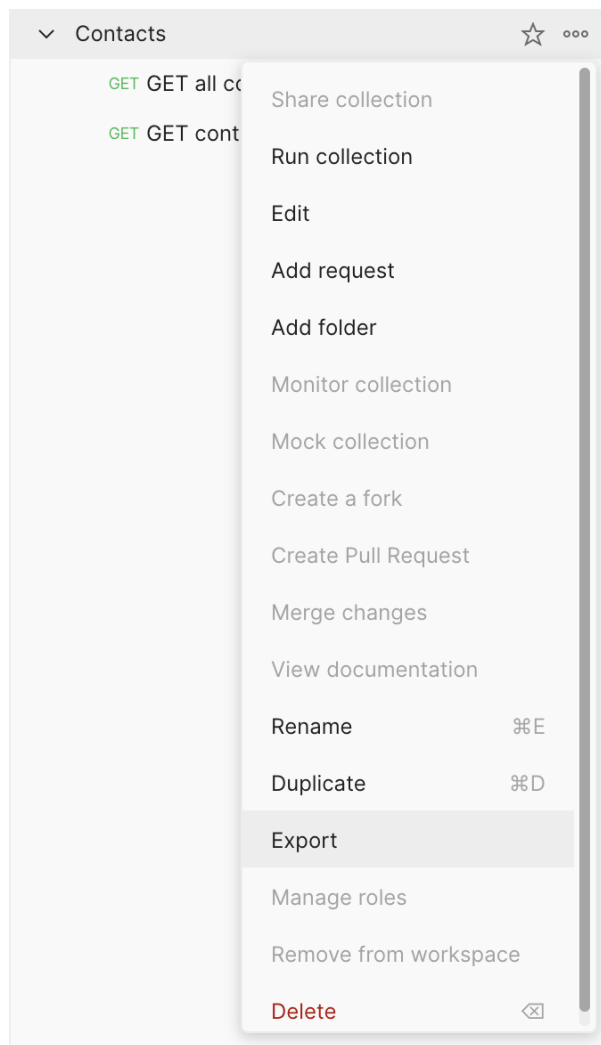 Contacts
GET GET all co
GET GET cont
Share collection
Run collection
Edit
Add request
Add folder
Monitor collection
Mock collection
Create a fork
Create Pull Request
Merge changes
View documentation
Rename ⌘E
Duplicate ⌘D
Export
Manage roles
Remove from workspace
Delete ⌫